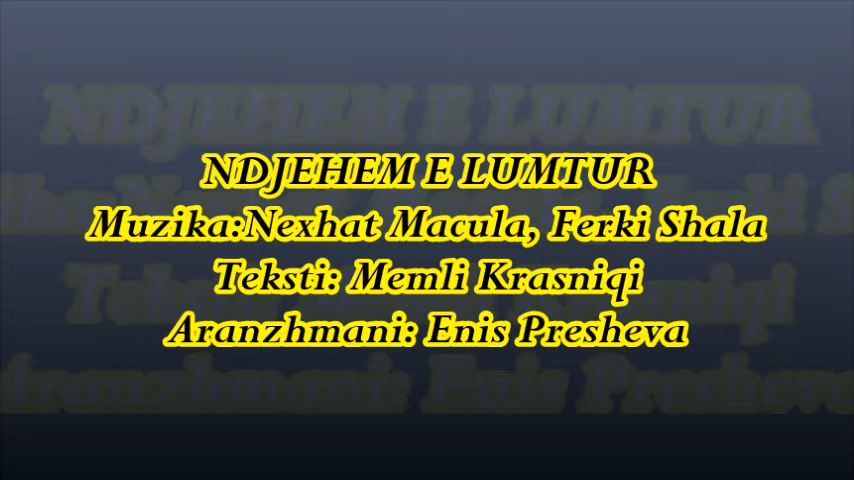 NDJEHEM E LUMTUR
Muzika:Nexhat Macula, Ferki Shala
Teksti: Memli Krasniqi
Aranzhmani: Enis Presheva